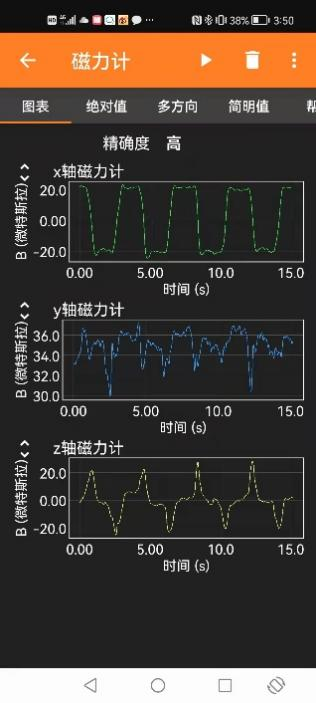 HD 38% 3:50
磁力计
图表 绝对值 多方向 简明值 帮
精确度 高
x轴磁力计
B (微特斯拉)
20.0
0.00
-20.0
0.00 5.00 10.0 15.0
时间 (s)
y轴磁力计
B (微特斯拉)
36.0
34.0
32.0
30.0
0.00 5.00 10.0 15.0
时间 (s)
z轴磁力计
B (微特斯拉)
20.0
0.00
-20.0
0.00 5.00 10.0 15.0
时间 (s)